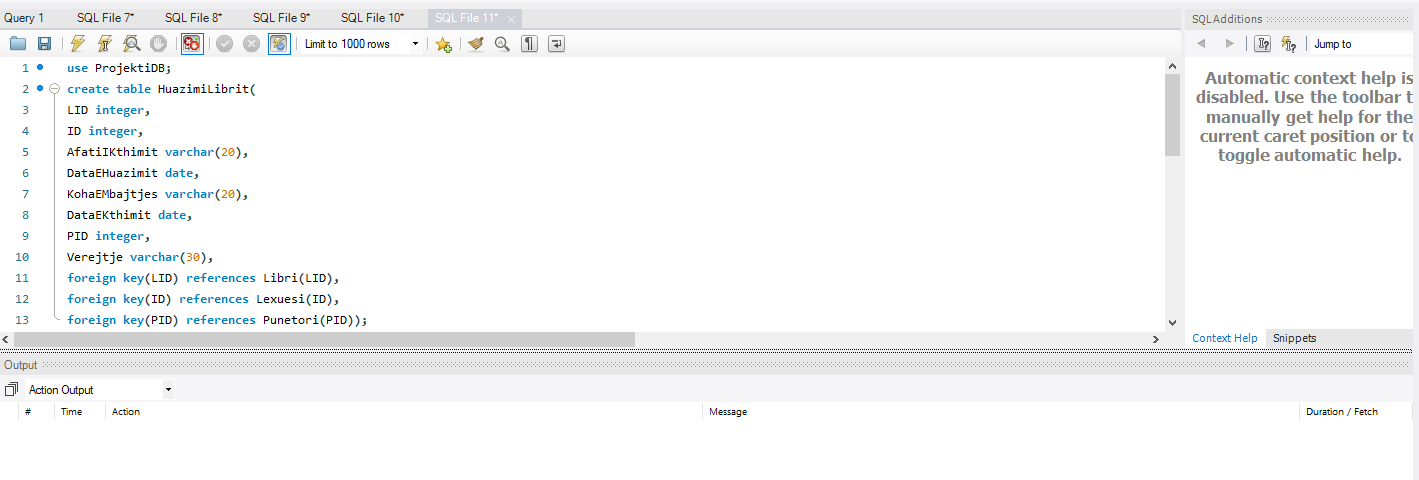 Query 1 SQL File 7* SQL File 8* SQL File 9* SQL File 10* SQL File 11*
Limit to 1000 rows
1 use ProjektiDB;
2 create table HuazimiLibrit(
3 LID integer,
4 ID integer,
5 AfatiIKthimit varchar(20),
6 DataEHuazimit date,
7 KohaEMbajtjes varchar(20),
8 DataEKthimit date,
9 PID integer,
10 Verejtje varchar(30),
11 foreign key(LID) references Libri(LID),
12 foreign key(ID) references Lexuesi(ID),
13 foreign key(PID) references Punetori(PID));
SQLAdditions
Jump to
Automatic context help is
disabled. Use the toolbar t
manually get help for the
current caret position or to
toggle automatic help.
Context Help Snippets
Output
Action Output
# Time Action Message Duration / Fetch